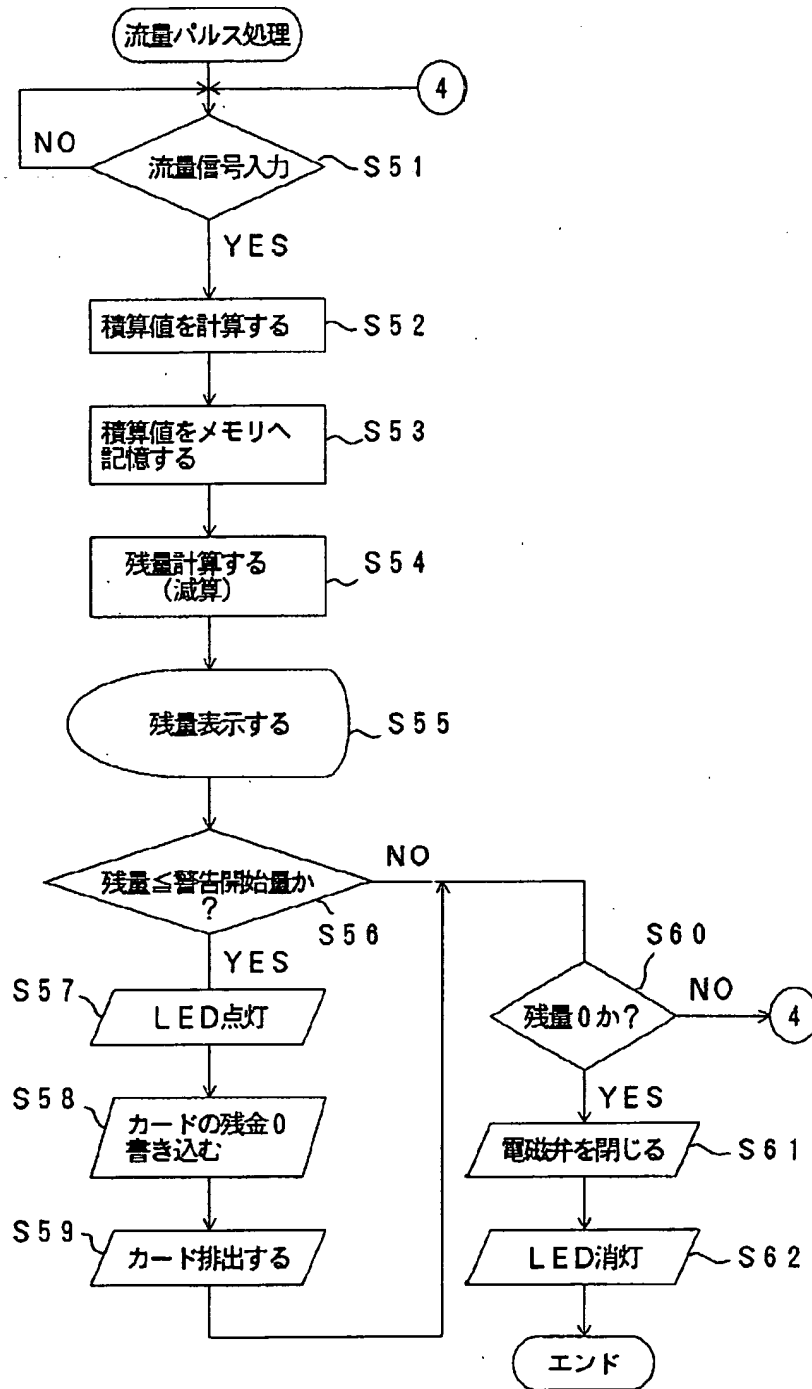 流量パルス処理
4
NO
流量信号入力
S51
YES
積算値を計算する
S52
積算値をメモリへ
記憶する
S53
残量計算する
(減算)
S54
残量表示する
S55
残量≦警告開始量か
?
NO
S56
YES
S57
LED点灯
S58
カードの残金0
書き込む
S59
カード排出する
S60
残量0か?
NO
4
YES
電磁弁を閉じる
S61
LED消灯
S62
エンド